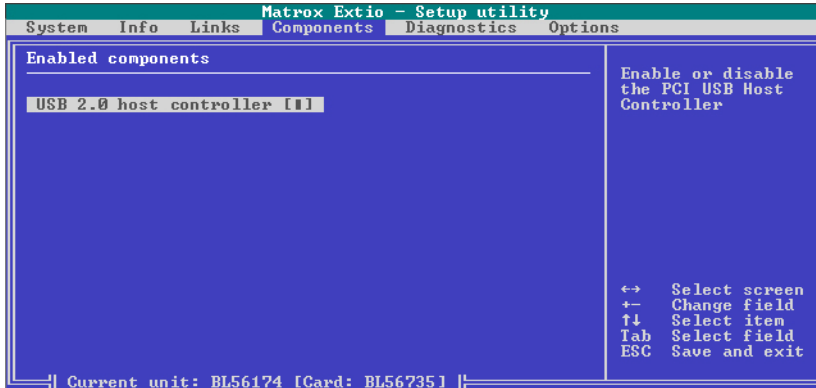 Matrox Extio - Setup utility
System Info Links Components Diagnostics Options
Enabled components
USB 2.0 host controller [▮]
Enable or disable
the PCI USB Host
Controller
↔ Select screen
+− Change field
↑↓ Select item
Tab Select field
ESC Save and exit
Current unit: BL56174 [Card: BL56735]